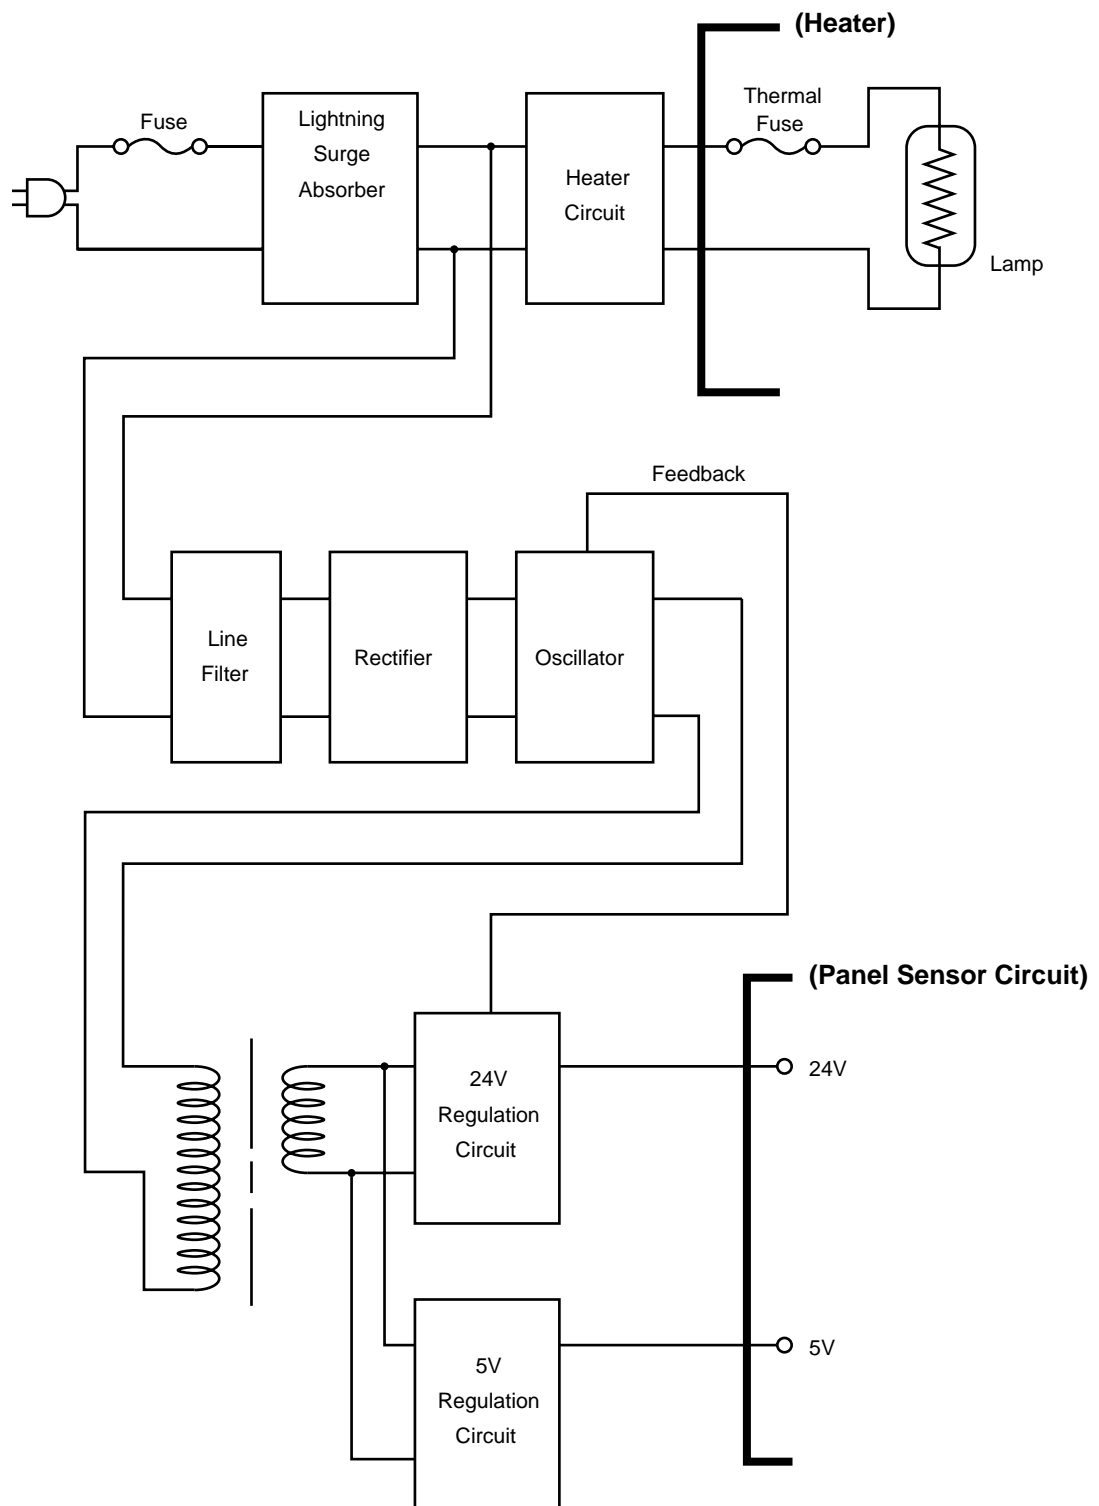 (Heater)
Fuse
Lightning
Surge
Absorber
Heater
Circuit
Thermal
Fuse
Lamp
Feedback
Line
Filter
Rectifier
Oscillator
(Panel Sensor Circuit)
24V
Regulation
Circuit
24V
5V
Regulation
Circuit
5V